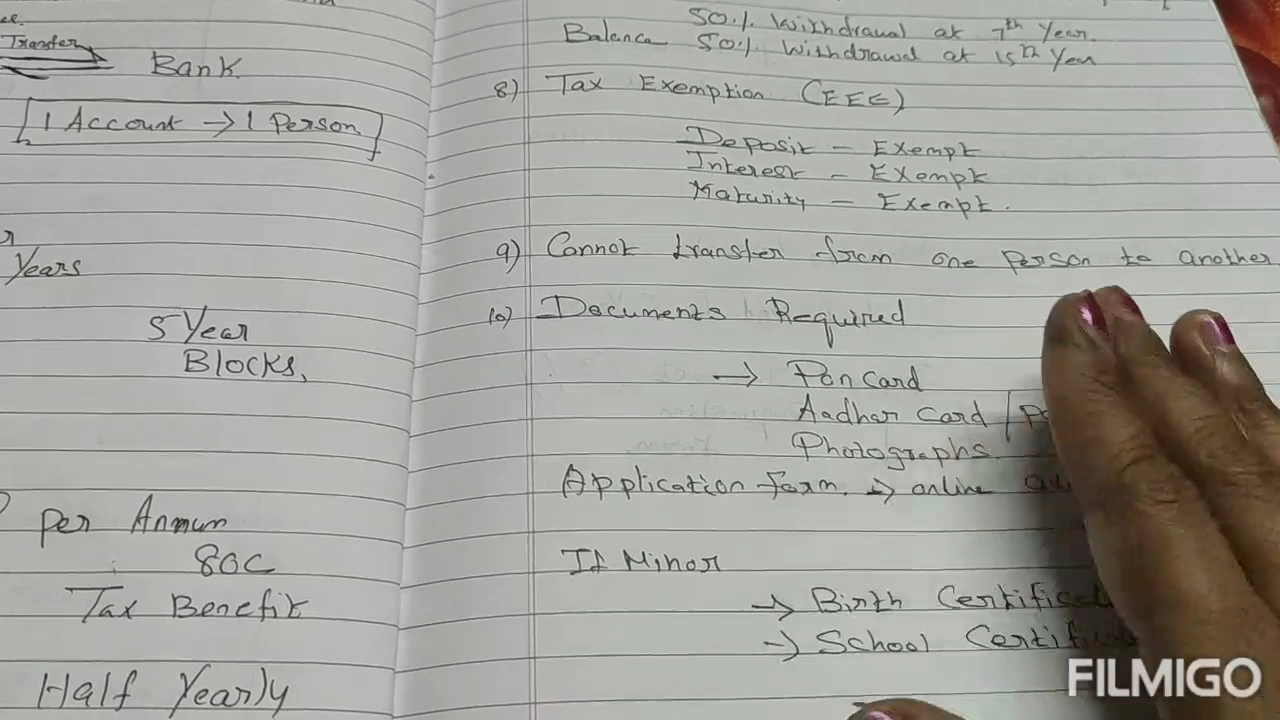 Transfer
Bank
1 Account → 1 Person
Years
5 Year
Blocks,
Per Annum
80C
Tax Benefit
Half Yearly
50% Withdrawal at 7th Year.
Balance 50% Withdrawal at 15th Year
8) Tax Exemption (EEE)
Deposit - Exempt
Interest - Exempt
Maturity - Exempt.
9) Cannot transfer from one Person to another
10) Documents Required
→ Pan Card
Aadhar Card /
Photographs.
Application form. → online
If Minor
→ Birth
→ School
FILMIGO